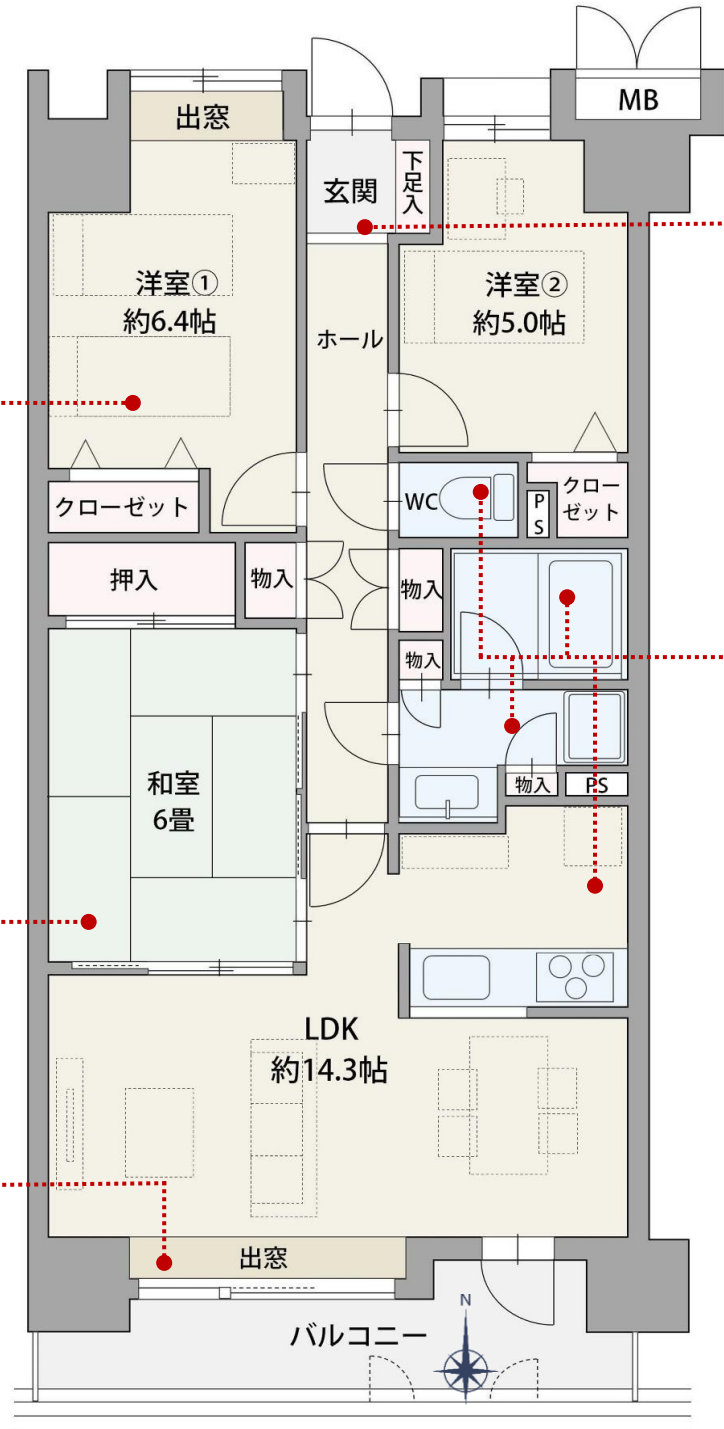 MB
出窓
玄関
下足入
洋室①
約6.4帖
洋室②
約5.0帖
ホール
クローゼット
WC
PS
クロー
ゼット
押入
物入
物入
物入
和室
6畳
物入
PS
LDK
約14.3帖
出窓
N
バルコニー